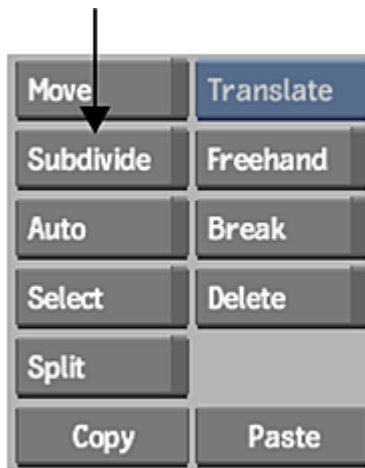 Move Translate
Subdivide Freehand
Auto Break
Select Delete
Split
Copy Paste